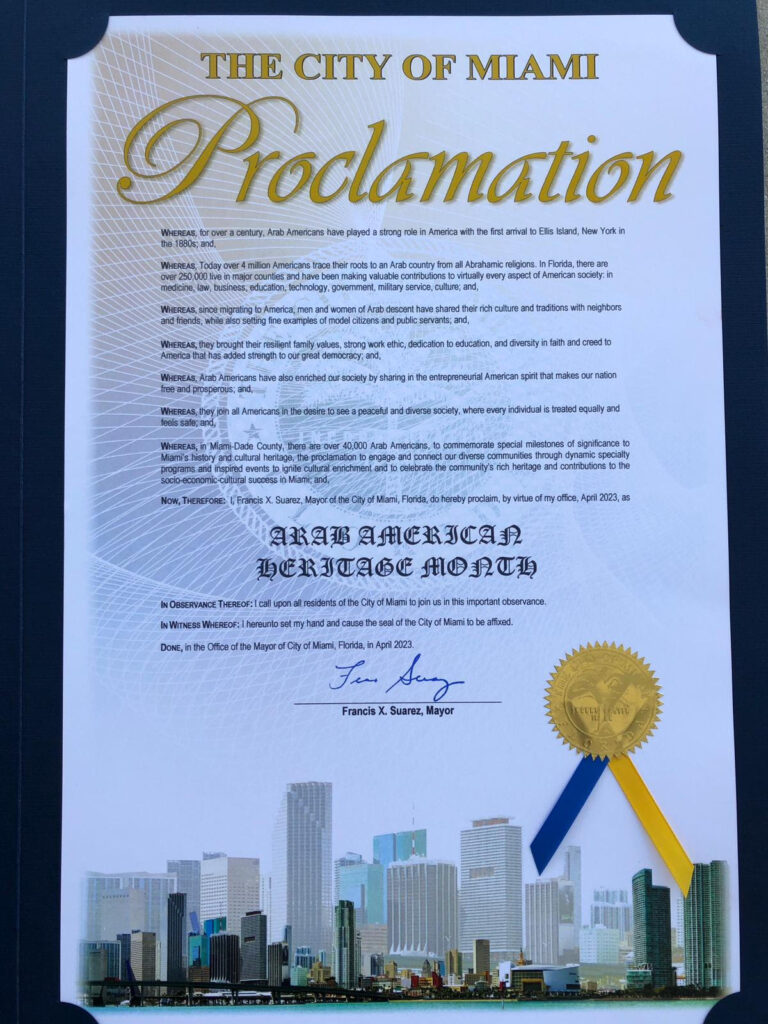 THE CITY OF MIAMI
Proclamation
WHEREAS, for over a century, Arab Americans have played a strong role in America with the first arrival to Ellis Island, New York in
the 1880s; and,
WHEREAS, Today over 4 million Americans trace their roots to an Arab country from all Abrahamic religions. In Florida, there are
over 250,000 live in major counties and have been making valuable contributions to virtually every aspect of American society: in
medicine, law, business, education, technology, government, military service, culture; and,
WHEREAS, since migrating to America, men and women of Arab descent have shared their rich culture and traditions with neighbors
and friends, while also setting fine examples of model citizens and public servants; and,
WHEREAS, they brought their resilient family values, strong work ethic, dedication to education, and diversity in faith and creed to
America that has added strength to our great democracy; and,
WHEREAS, Arab Americans have also enriched our society by sharing in the entrepreneurial American spirit that makes our nation
free and prosperous; and,
WHEREAS, they join all Americans in the desire to see a peaceful and diverse society, where every individual is treated equally and
feels safe; and,
WHEREAS, in Miami-Dade County, there are over 40,000 Arab Americans, to commemorate special milestones of significance to
Miami's history and cultural heritage, the proclamation to engage and connect our diverse communities through dynamic specialty
programs and inspired events to ignite cultural enrichment and to celebrate the community's rich heritage and contributions to the
socio-economic-cultural success in Miami; and,
NOW, THEREFORE: I, Francis X. Suarez, Mayor of the City of Miami, Florida, do hereby proclaim, by virtue of my office, April 2023, as
ARAB AMERICAN
HERITAGE MONTH
IN OBSERVANCE THEREOF: I call upon all residents of the City of Miami to join us in this important observance.
IN WITNESS WHEREOF: I hereunto set my hand and cause the seal of the City of Miami to be affixed.
DONE, in the Office of the Mayor of City of Miami, Florida, in April 2023.
Francis X. Suarez, Mayor